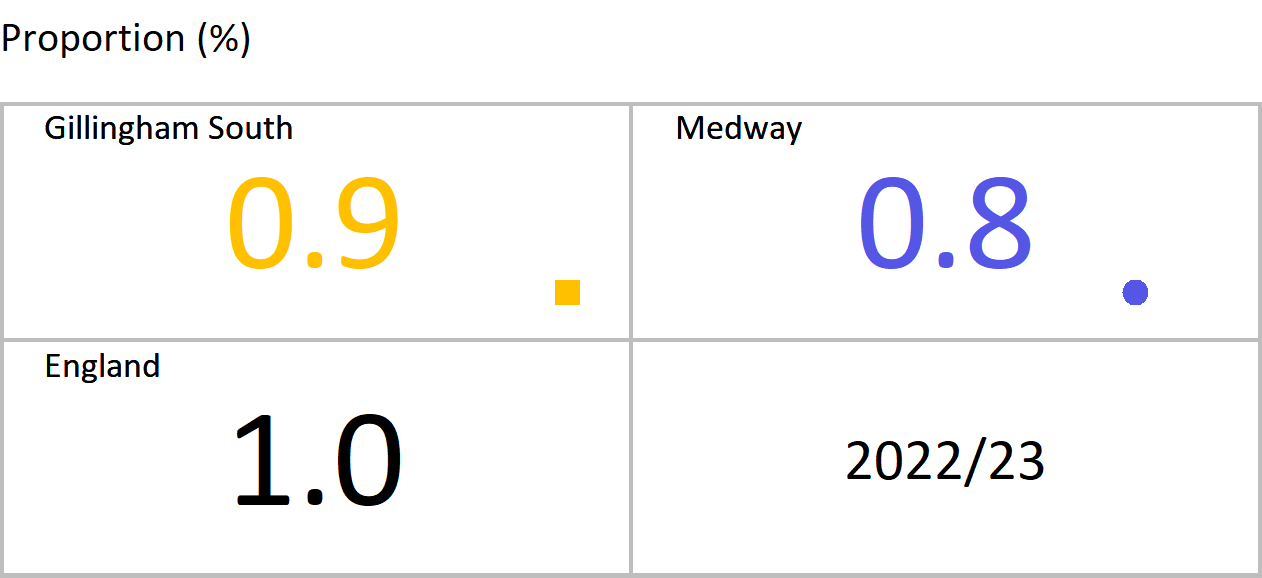 Proportion (%)
Gillingham South
0.9
Medway
0.8
England
1.0
2022/23